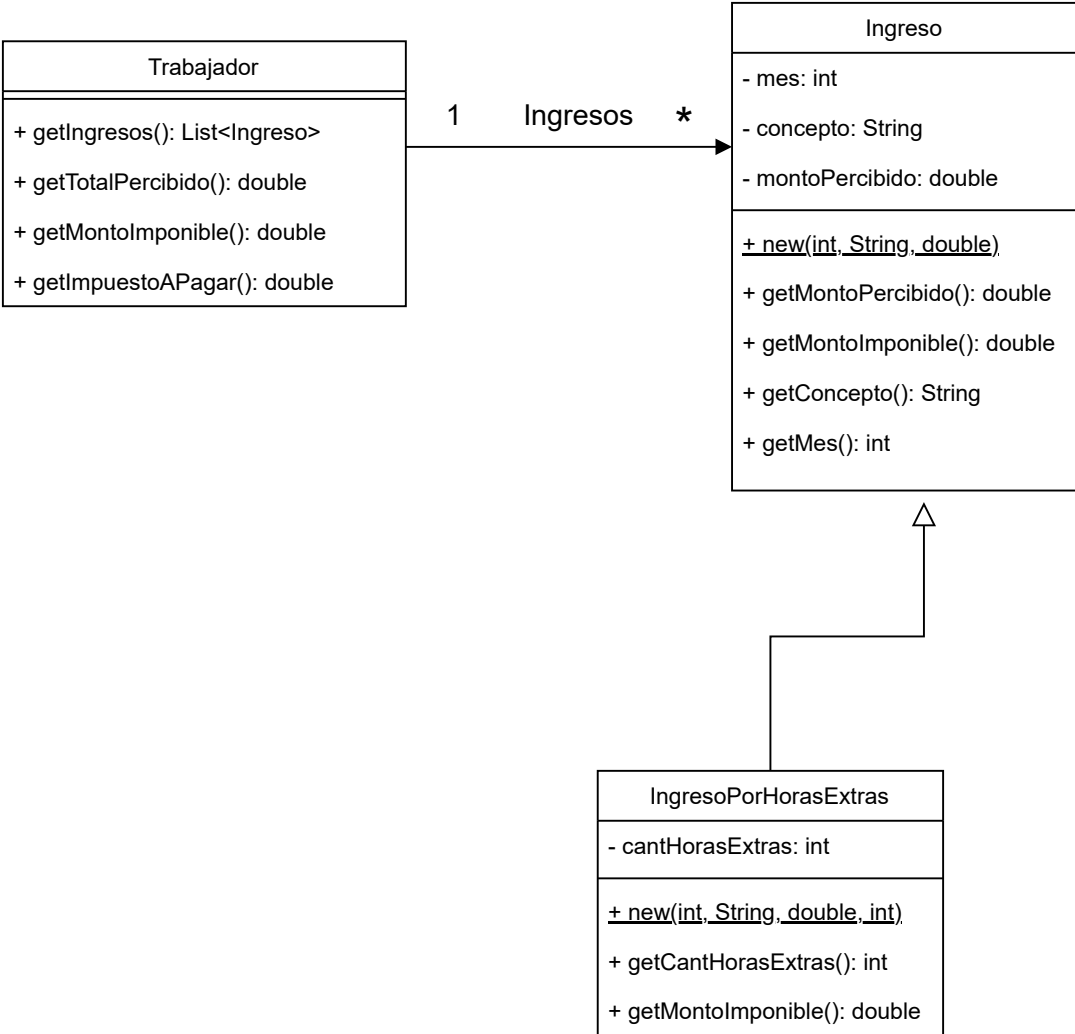 Trabajador
+ getIngresos(): List<Ingreso>
+ getTotalPercibido(): double
+ getMontoImponible(): double
+ getImpuestoAPagar(): double
1 Ingresos *
Ingreso
- mes: int
- concepto: String
- montoPercibido: double
+ new(int, String, double)
+ getMontoPercibido(): double
+ getMontoImponible(): double
+ getConcepto(): String
+ getMes(): int
IngresoPorHorasExtras
- cantHorasExtras: int
+ new(int, String, double, int)
+ getCantHorasExtras(): int
+ getMontoImponible(): double